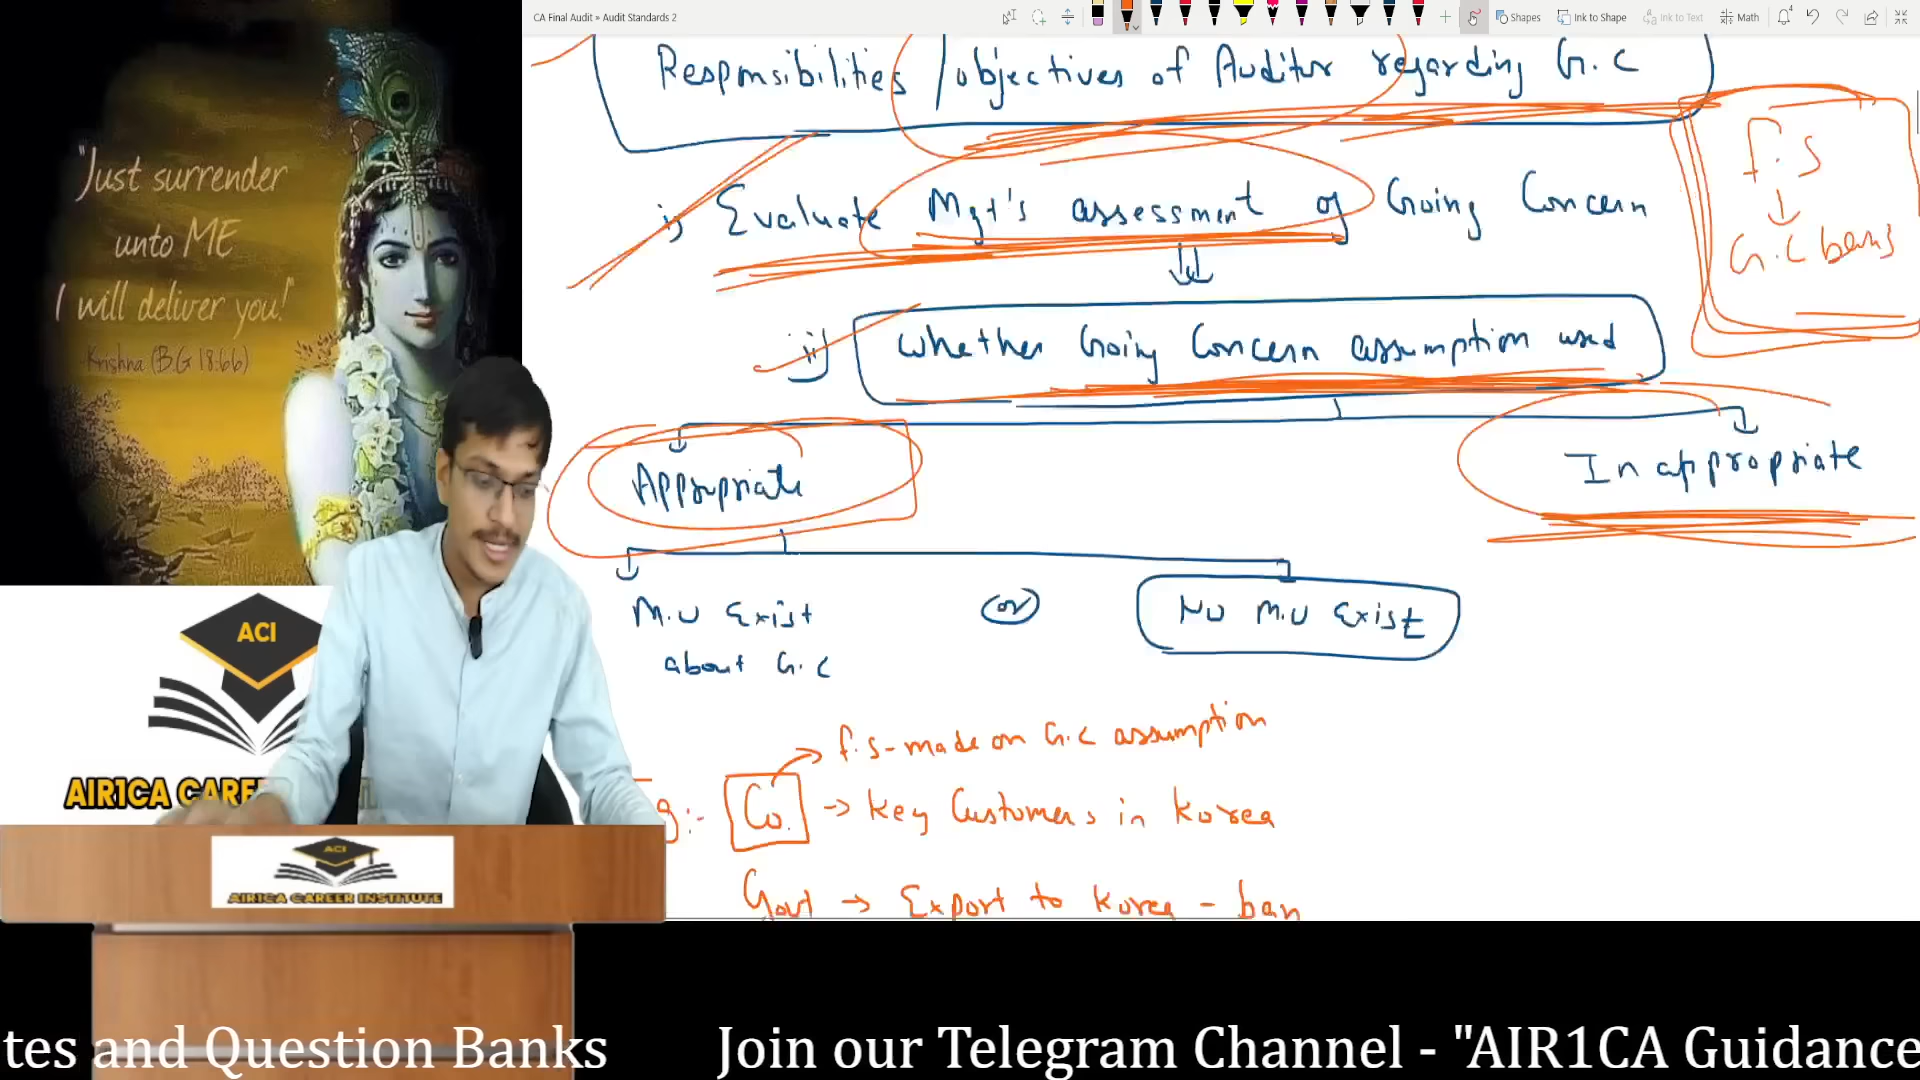 CA Final Audit » Audit Standards 2
Shapes
Ink to Shape
Ink to Text
Math
"Just surrender
unto ME
I will deliver you!"
Krishna (B.G 18:66)
Responsibilities / objectives of Auditor regarding G.C
F.S
G.C basis
i) Evaluate Mgt's assessment of Going Concern
ii) Whether Going Concern assumption used
Appropriate
Inappropriate
M.U Exist
about G.C
or
No M.U Exist
F.S - made on G.C assumption
Co. → Key Customers in Korea
Govt → Export to Korea - ban
ACI
AIR1CA CAREE
ACI
AIR1CA CAREER INSTITUTE
tes and Question Banks
Join our Telegram Channel - "AIR1CA Guidance